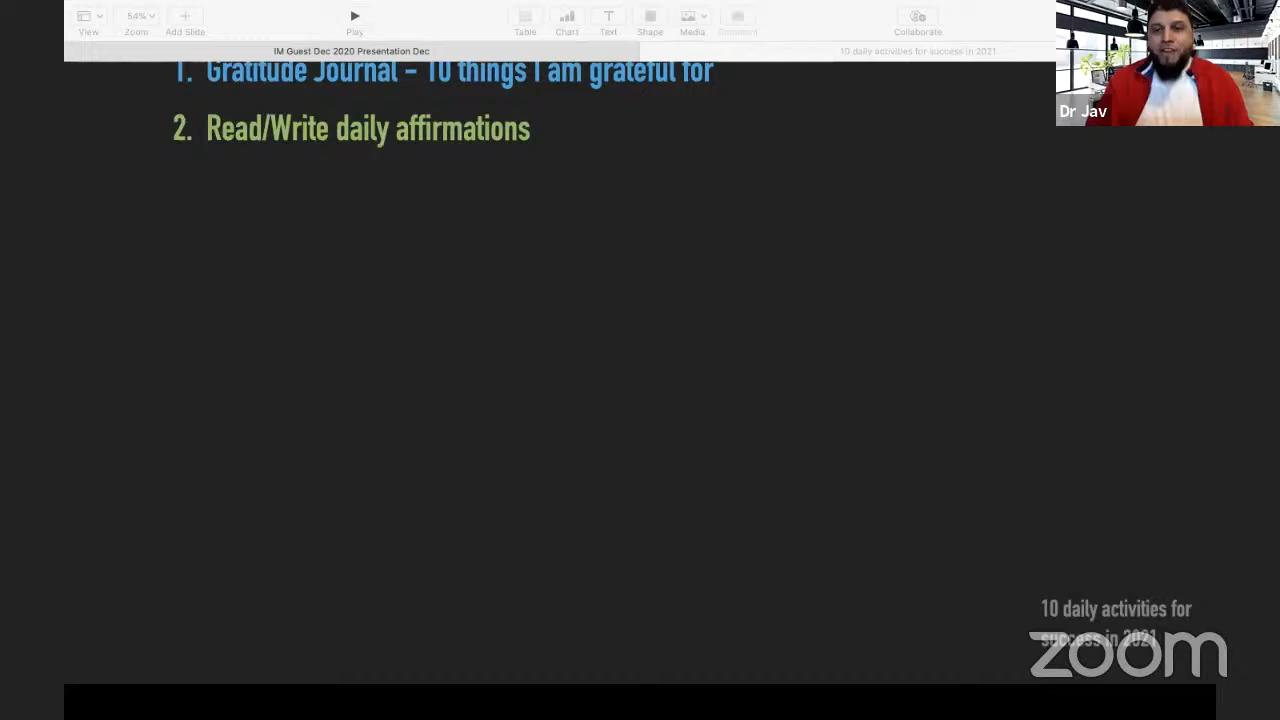 54%
View
Zoom
Add Slide
Play
Table
Chart
Text
Shape
Media
Comment
Collaborate
IM Guest Dec 2020 Presentation Dec
10 daily activities for success in 2021
1. Gratitude Journal - 10 things I am grateful for
Dr Jav
2. Read/Write daily affirmations
10 daily activities for
success in 2021
zoom